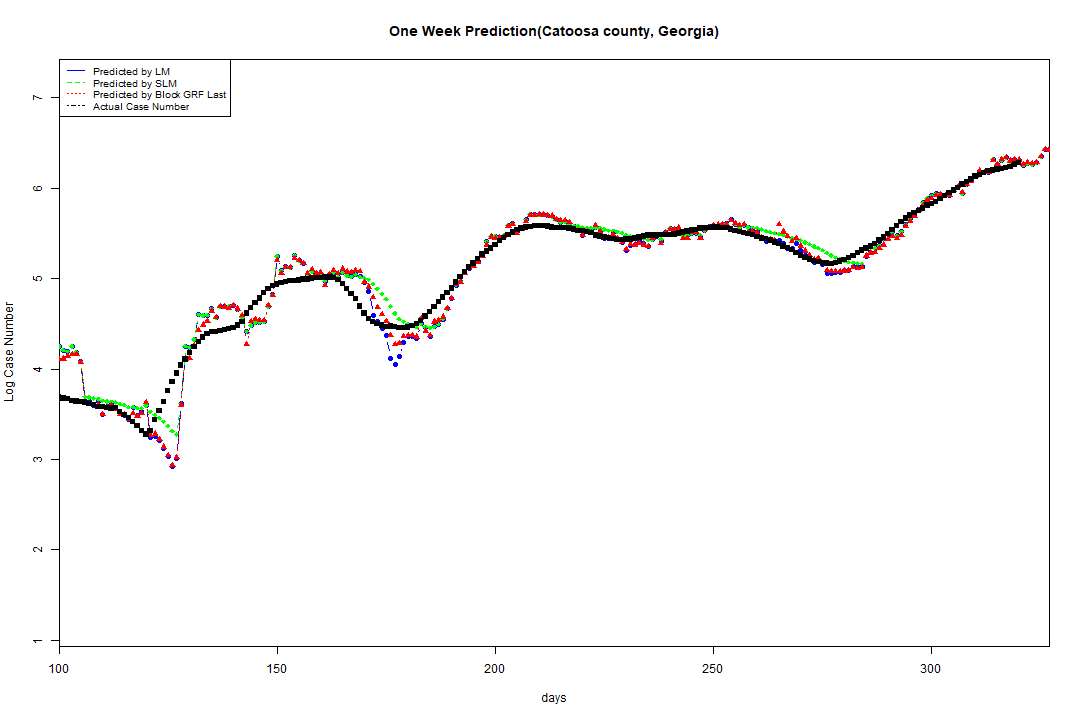 One Week Prediction(Catoosa county, Georgia)
Predicted by LM
Predicted by SLM
Predicted by Block GRF Last
Actual Case Number
7
6
5
4
3
2
1
Log Case Number
100 150 200 250 300
days